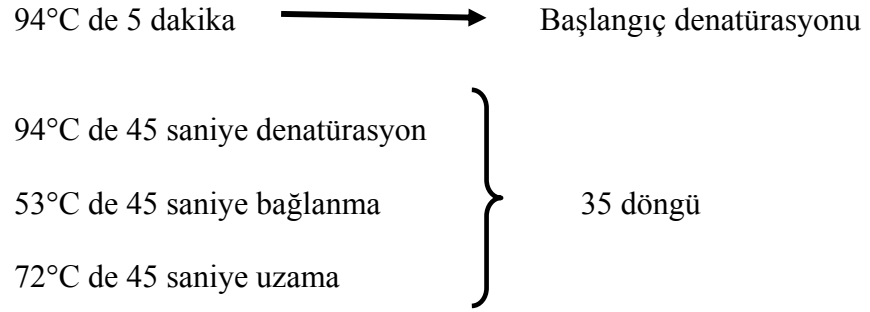 94°C de 5 dakika Başlangıç denatürasyonu
94°C de 45 saniye denatürasyon
53°C de 45 saniye bağlanma 35 döngü
72°C de 45 saniye uzama